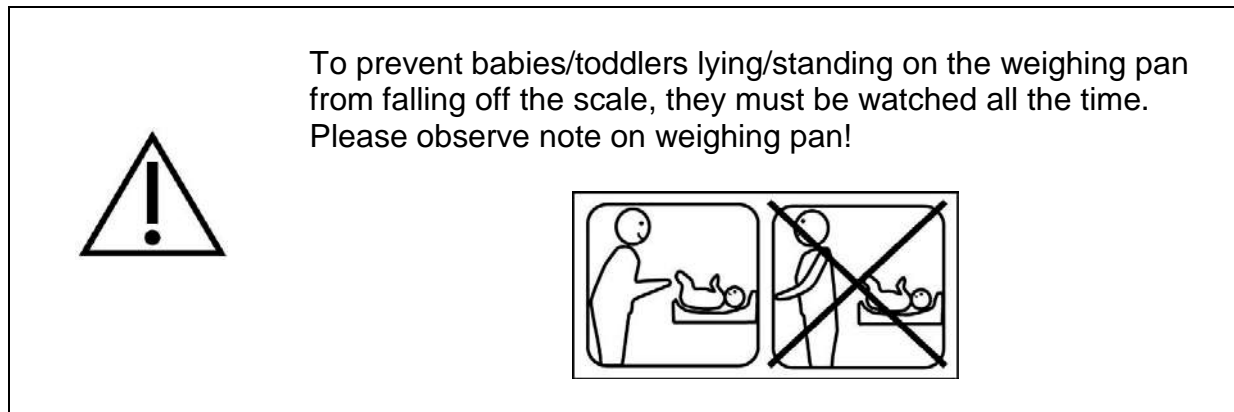 To prevent babies/toddlers lying/standing on the weighing pan
from falling off the scale, they must be watched all the time.
Please observe note on weighing pan!